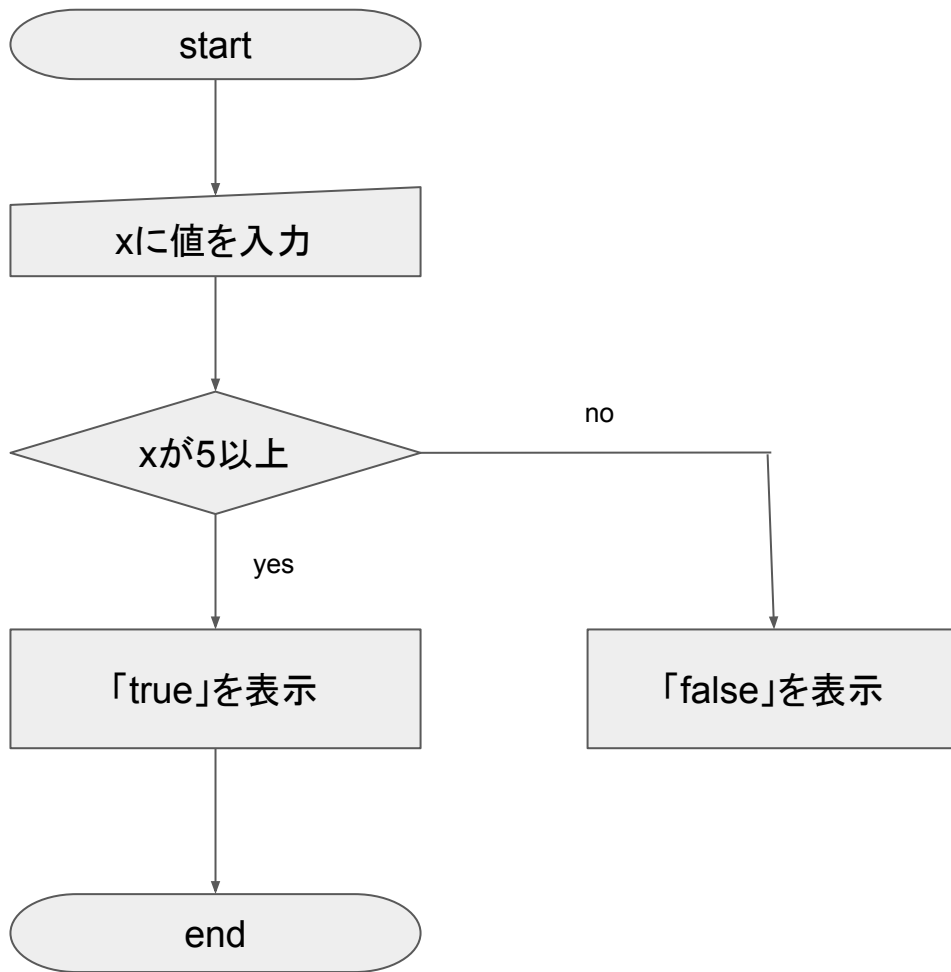 start
xに値を入力
xが5以上
no
yes
「true」を表示
「false」を表示
end